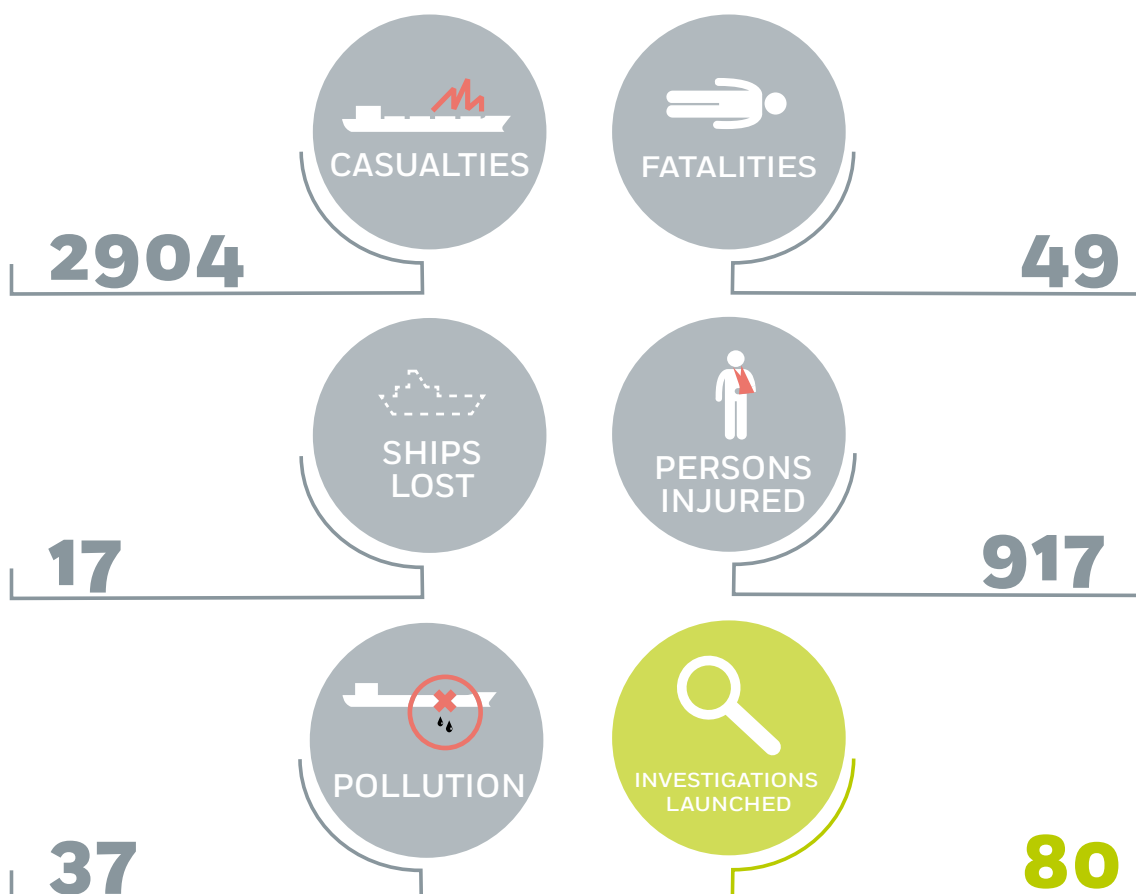 CASUALTIES
2904
FATALITIES
49
SHIPS
LOST
17
PERSONS
INJURED
917
POLLUTION
37
INVESTIGATIONS
LAUNCHED
80